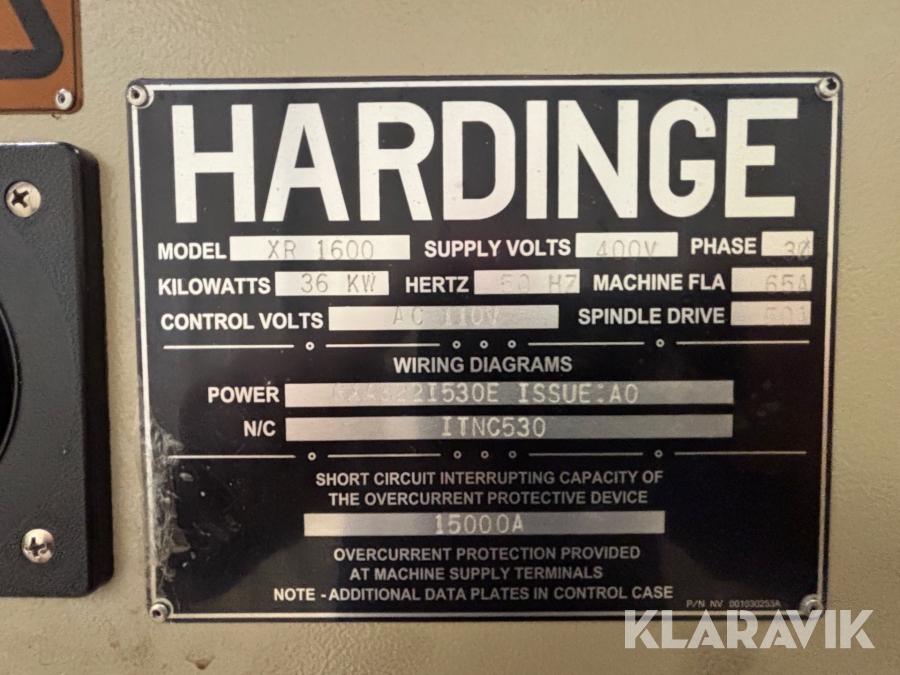 HARDINGE
MODEL XR 1600 SUPPLY VOLTS 400V PHASE 3Ø
KILOWATTS 36 KW HERTZ 50 HZ MACHINE FLA 65A
CONTROL VOLTS AC 110V SPINDLE DRIVE
WIRING DIAGRAMS
POWER ISSUE:A0
N/C ITNC530
SHORT CIRCUIT INTERRUPTING CAPACITY OF
THE OVERCURRENT PROTECTIVE DEVICE
15000A
OVERCURRENT PROTECTION PROVIDED
AT MACHINE SUPPLY TERMINALS
NOTE - ADDITIONAL DATA PLATES IN CONTROL CASE
P/N NV 001030253A
KLARAVIK